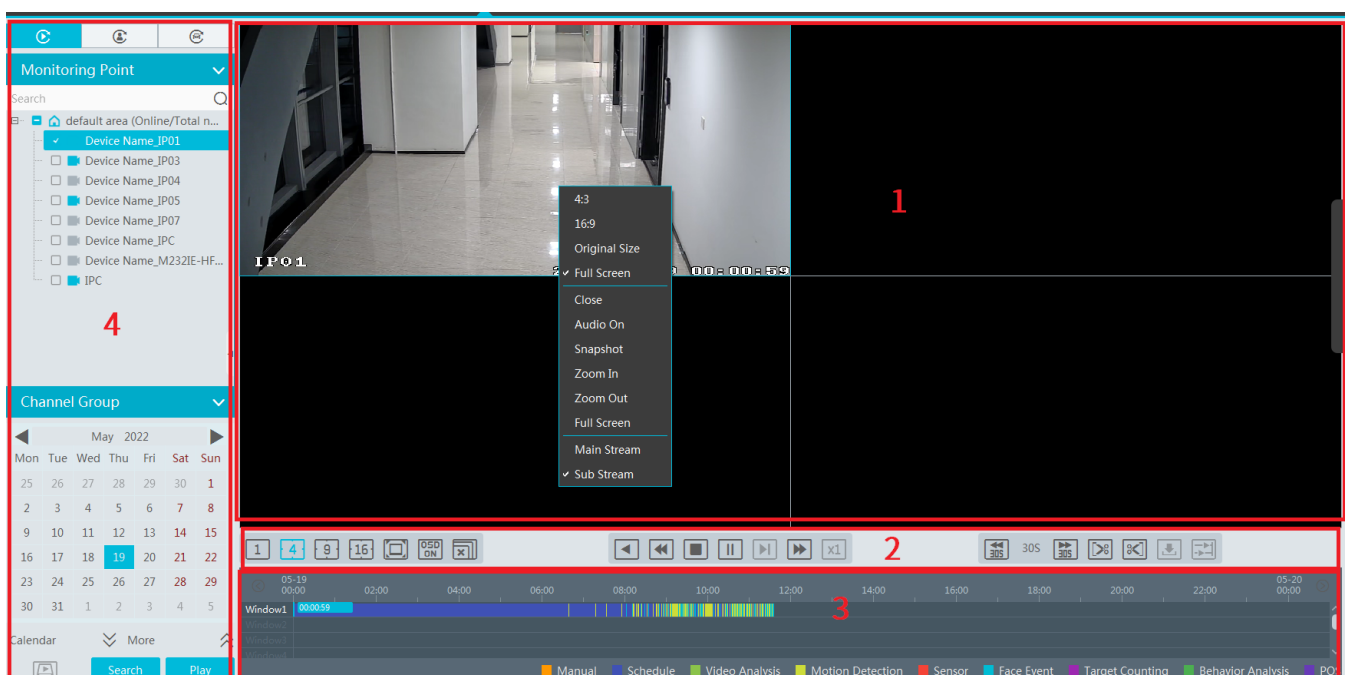 Monitoring Point
Search
default area (Online/Total n...
Device Name_IP01
Device Name_IP03
Device Name_IP04
Device Name_IP05
Device Name_IP07
Device Name_IPC
Device Name_M232IE-HF...
IPC
4
Channel Group
May 2022
Mon Tue Wed Thu Fri Sat Sun
25 26 27 28 29 30 1
2 3 4 5 6 7 8
9 10 11 12 13 14 15
16 17 18 19 20 21 22
23 24 25 26 27 28 29
30 31 1 2 3 4 5
Calendar More
Search Play
IP01
00:00:59
1
4:3
16:9
Original Size
Full Screen
Close
Audio On
Snapshot
Zoom In
Zoom Out
Full Screen
Main Stream
Sub Stream
1 4 9 16 OSD ON x1 2 30S 30S 30S
05-19 05-20
00:00 02:00 04:00 06:00 08:00 10:00 12:00 14:00 16:00 18:00 20:00 22:00 00:00
Window1 00:00:59
3
Window2
Window3
Window4
Manual Schedule Video Analysis Motion Detection Sensor Face Event Target Counting Behavior Analysis POS